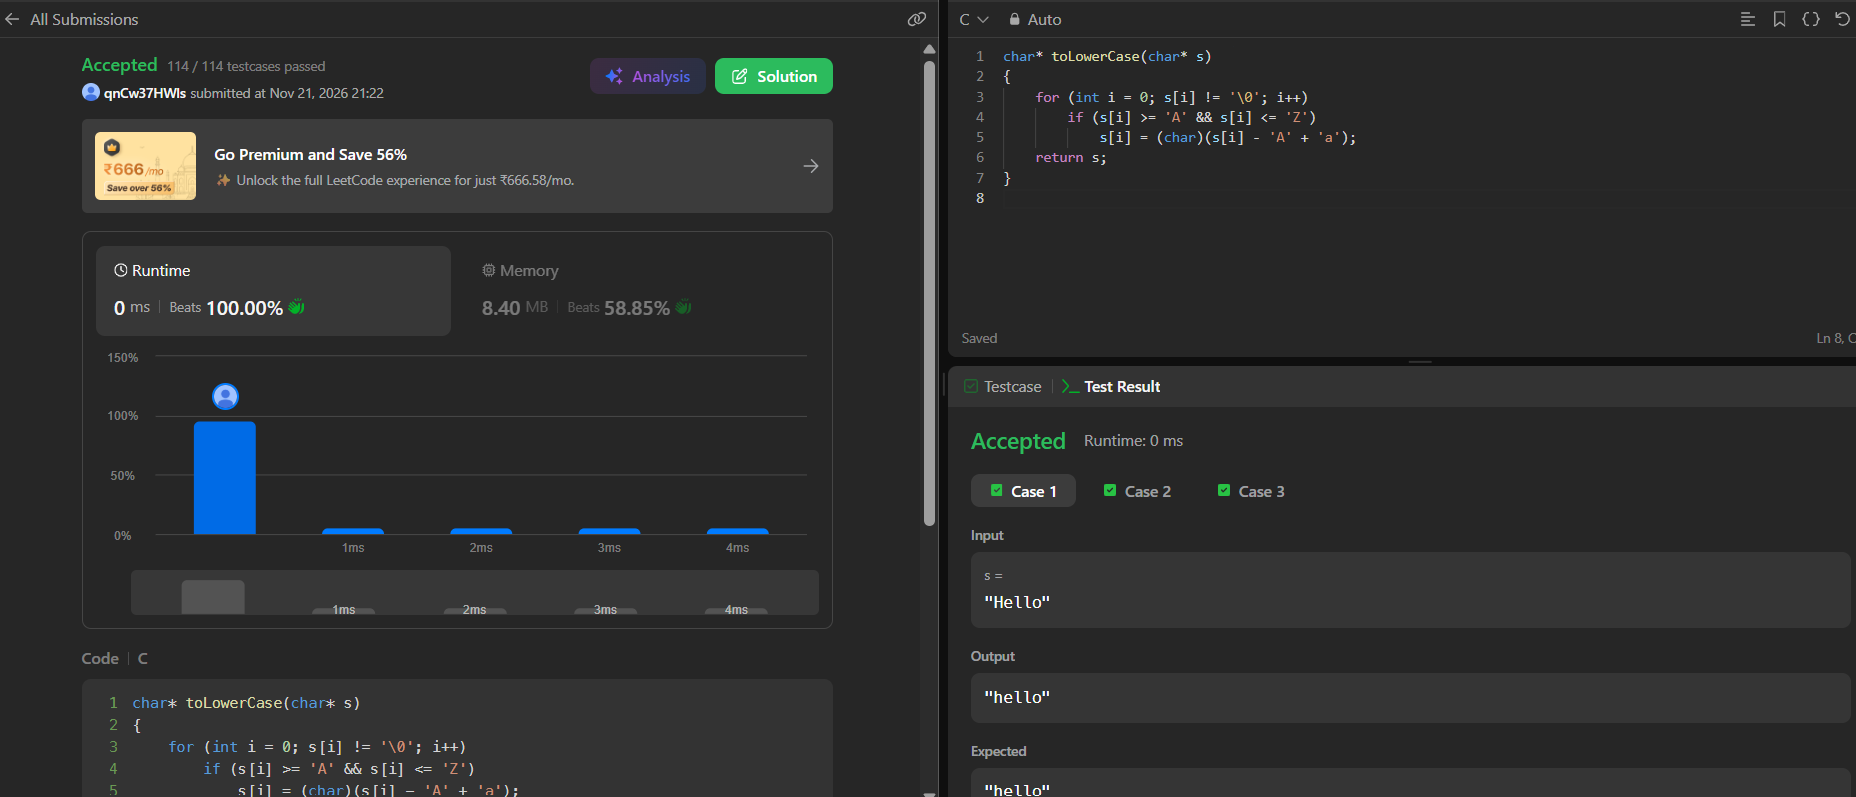 All Submissions
Accepted 114 / 114 testcases passed
qnCw37HWIs submitted at Nov 21, 2026 21:22
Analysis
Solution
₹666 /mo
Save over 56%
Go Premium and Save 56%
✨ Unlock the full LeetCode experience for just ₹666.58/mo.
Runtime
0 ms | Beats 100.00%
Memory
8.40 MB | Beats 58.85%
150%
100%
50%
0%
1ms 2ms 3ms 4ms
1ms 2ms 3ms 4ms
Code | C
1 char* toLowerCase(char* s)
2 {
3     for (int i = 0; s[i] != '\0'; i++)
4         if (s[i] >= 'A' && s[i] <= 'Z')
5             s[i] = (char)(s[i] - 'A' + 'a');
C Auto
1 char* toLowerCase(char* s)
2 {
3     for (int i = 0; s[i] != '\0'; i++)
4         if (s[i] >= 'A' && s[i] <= 'Z')
5             s[i] = (char)(s[i] - 'A' + 'a');
6     return s;
7 }
8
Saved
Ln 8, C
Testcase | >_ Test Result
Accepted Runtime: 0 ms
Case 1 Case 2 Case 3
Input
s =
"Hello"
Output
"hello"
Expected
"hello"